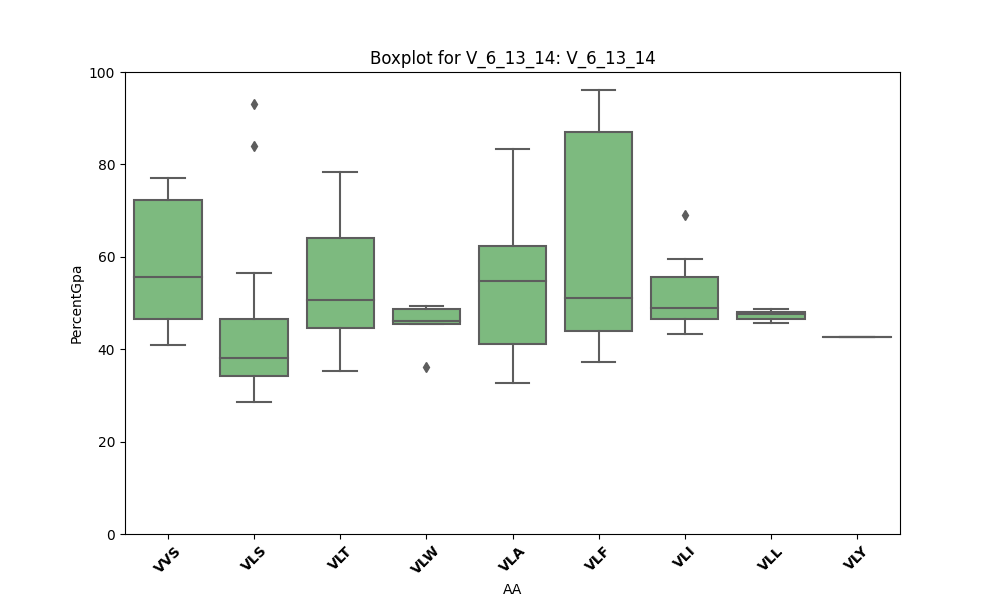 Boxplot for V_6_13_14: V_6_13_14
100
80
60
40
20
0
PercentGpa
VVS
VLS
VLT
VLW
VLA
VLF
VLI
VLL
VLY
AA